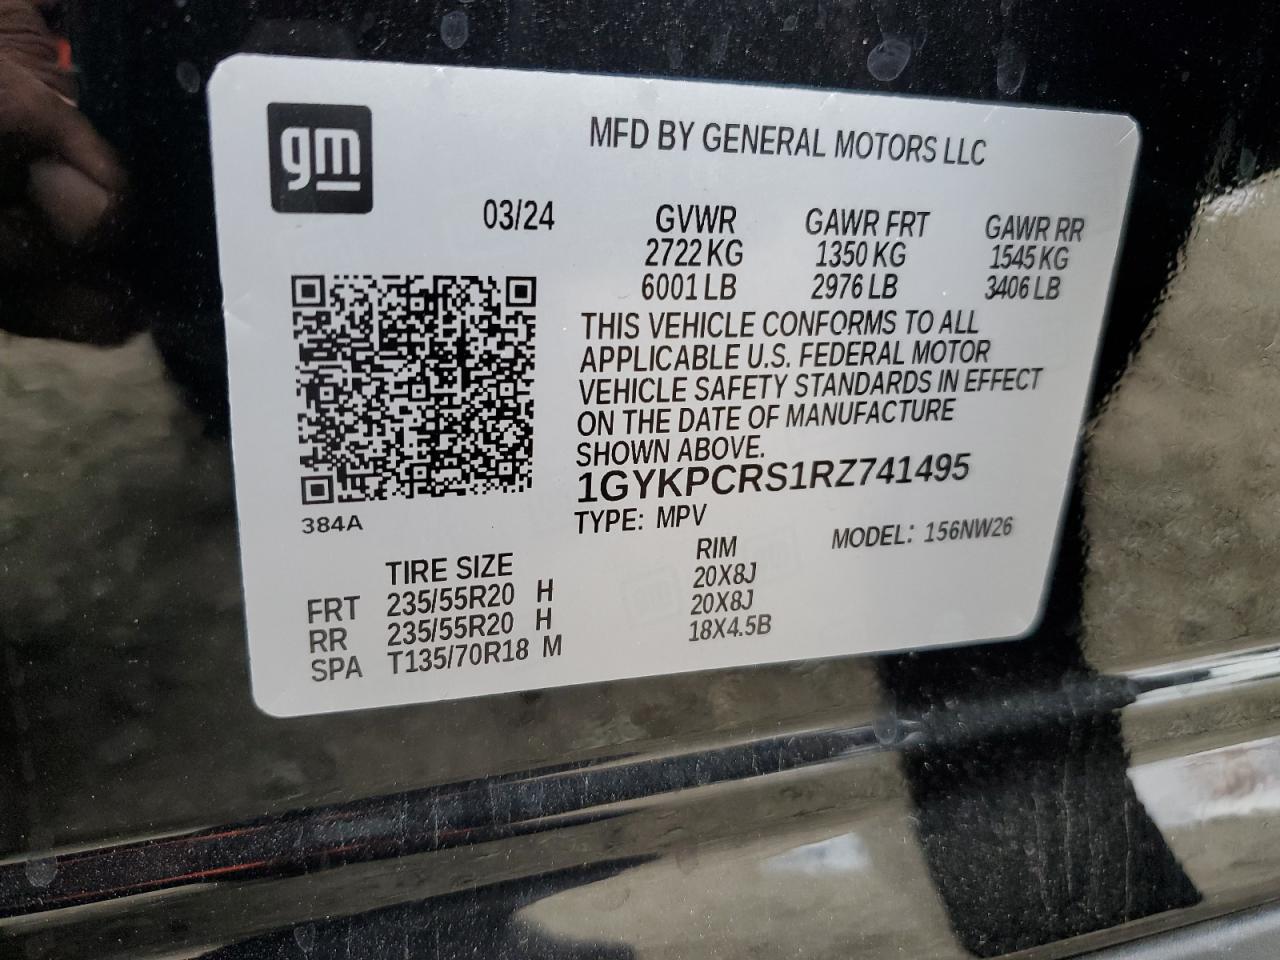 gm
MFD BY GENERAL MOTORS LLC
03/24 GVWR GAWR FRT GAWR RR
2722 KG 1350 KG 1545 KG
6001 LB 2976 LB 3406 LB
THIS VEHICLE CONFORMS TO ALL
APPLICABLE U.S. FEDERAL MOTOR
VEHICLE SAFETY STANDARDS IN EFFECT
ON THE DATE OF MANUFACTURE
SHOWN ABOVE.
1GYKPCRS1RZ741495
384A
TYPE: MPV MODEL: 156NW26
TIRE SIZE RIM
FRT 235/55R20 H 20X8J
RR 235/55R20 H 20X8J
SPA T135/70R18 M 18X4.5B